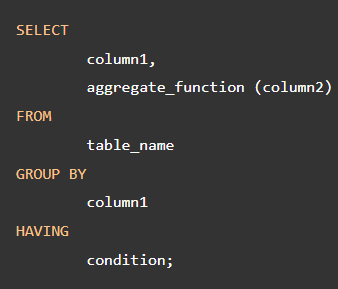 SELECT
column1,
aggregate_function (column2)
FROM
table_name
GROUP BY
column1
HAVING
condition;